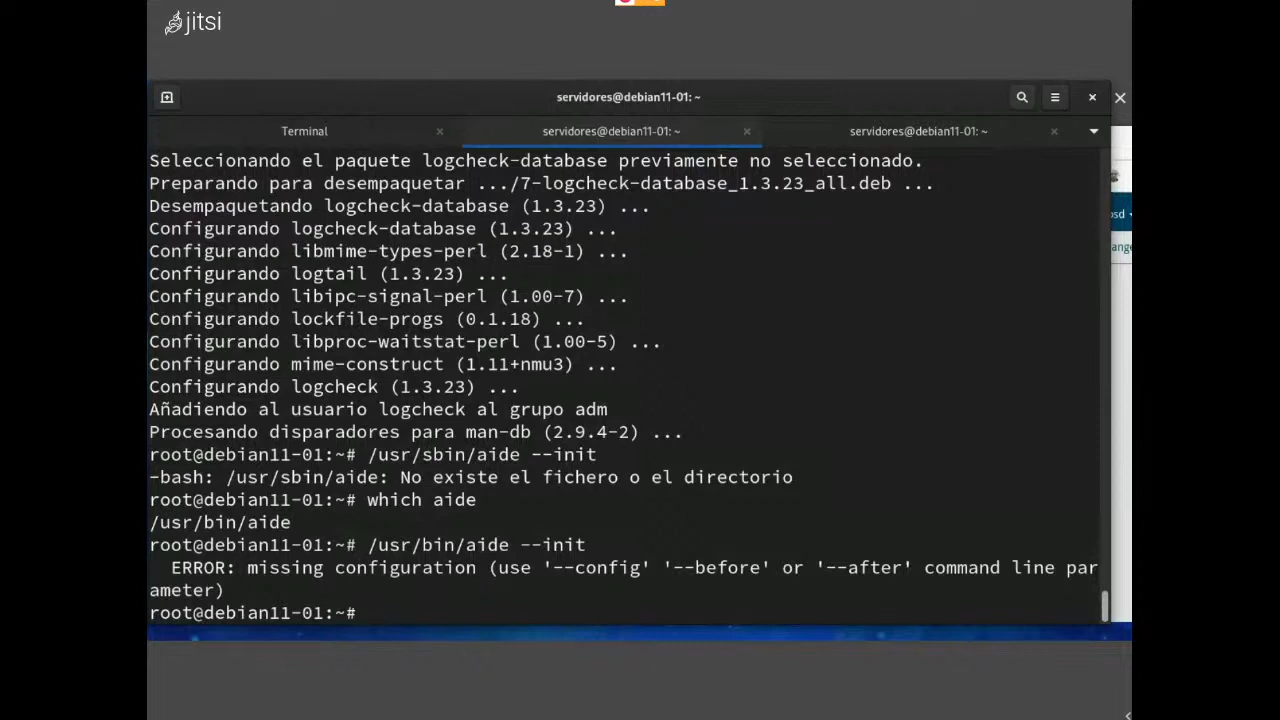 jitsi
servidores@debian11-01: ~
Terminal
servidores@debian11-01: ~
servidores@debian11-01: ~
Seleccionando el paquete logcheck-database previamente no seleccionado.
Preparando para desempaquetar .../7-logcheck-database_1.3.23_all.deb ...
Desempaquetando logcheck-database (1.3.23) ...
Configurando logcheck-database (1.3.23) ...
Configurando libmime-types-perl (2.18-1) ...
Configurando logtail (1.3.23) ...
Configurando libipc-signal-perl (1.00-7) ...
Configurando lockfile-progs (0.1.18) ...
Configurando libproc-waitstat-perl (1.00-5) ...
Configurando mime-construct (1.11+nmu3) ...
Configurando logcheck (1.3.23) ...
Añadiendo al usuario logcheck al grupo adm
Procesando disparadores para man-db (2.9.4-2) ...
root@debian11-01:~# /usr/sbin/aide --init
-bash: /usr/sbin/aide: No existe el fichero o el directorio
root@debian11-01:~# which aide
/usr/bin/aide
root@debian11-01:~# /usr/bin/aide --init
ERROR: missing configuration (use '--config' '--before' or '--after' command line par
ameter)
root@debian11-01:~#